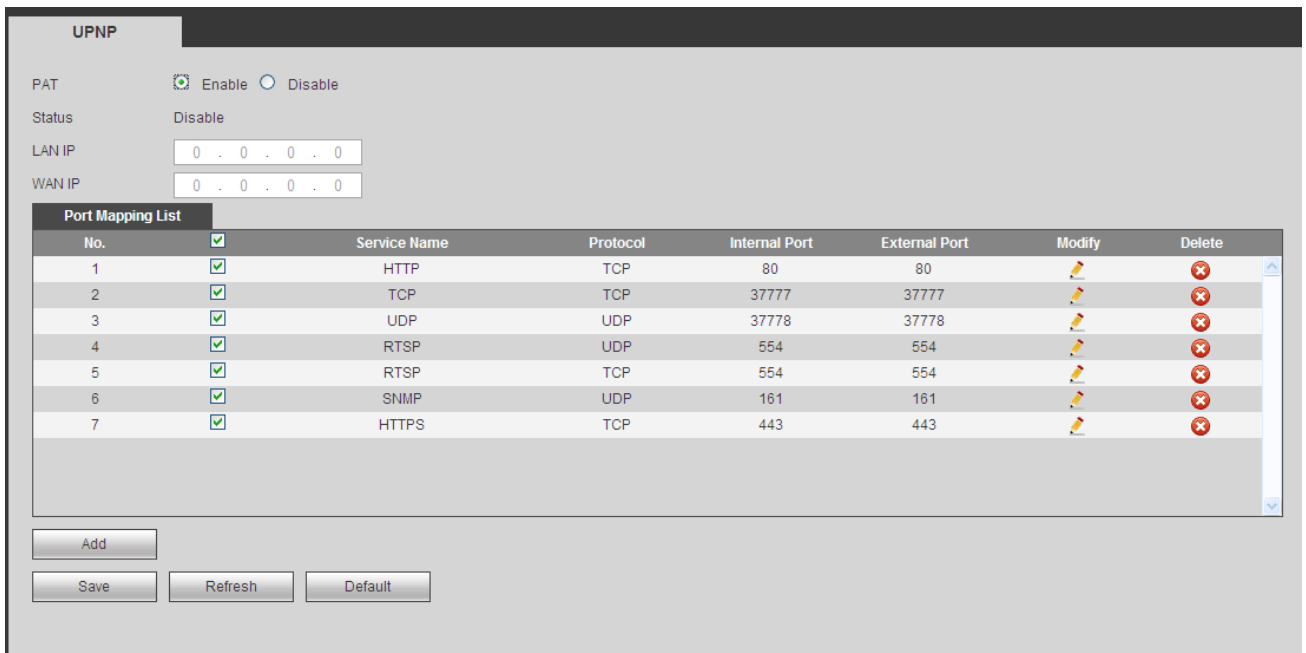 UPNP
PAT Enable Disable
Status Disable
LAN IP 0 . 0 . 0 . 0
WAN IP 0 . 0 . 0 . 0
Port Mapping List
No. Service Name Protocol Internal Port External Port Modify Delete
1 HTTP TCP 80 80
2 TCP TCP 37777 37777
3 UDP UDP 37778 37778
4 RTSP UDP 554 554
5 RTSP TCP 554 554
6 SNMP UDP 161 161
7 HTTPS TCP 443 443
Add
Save Refresh Default